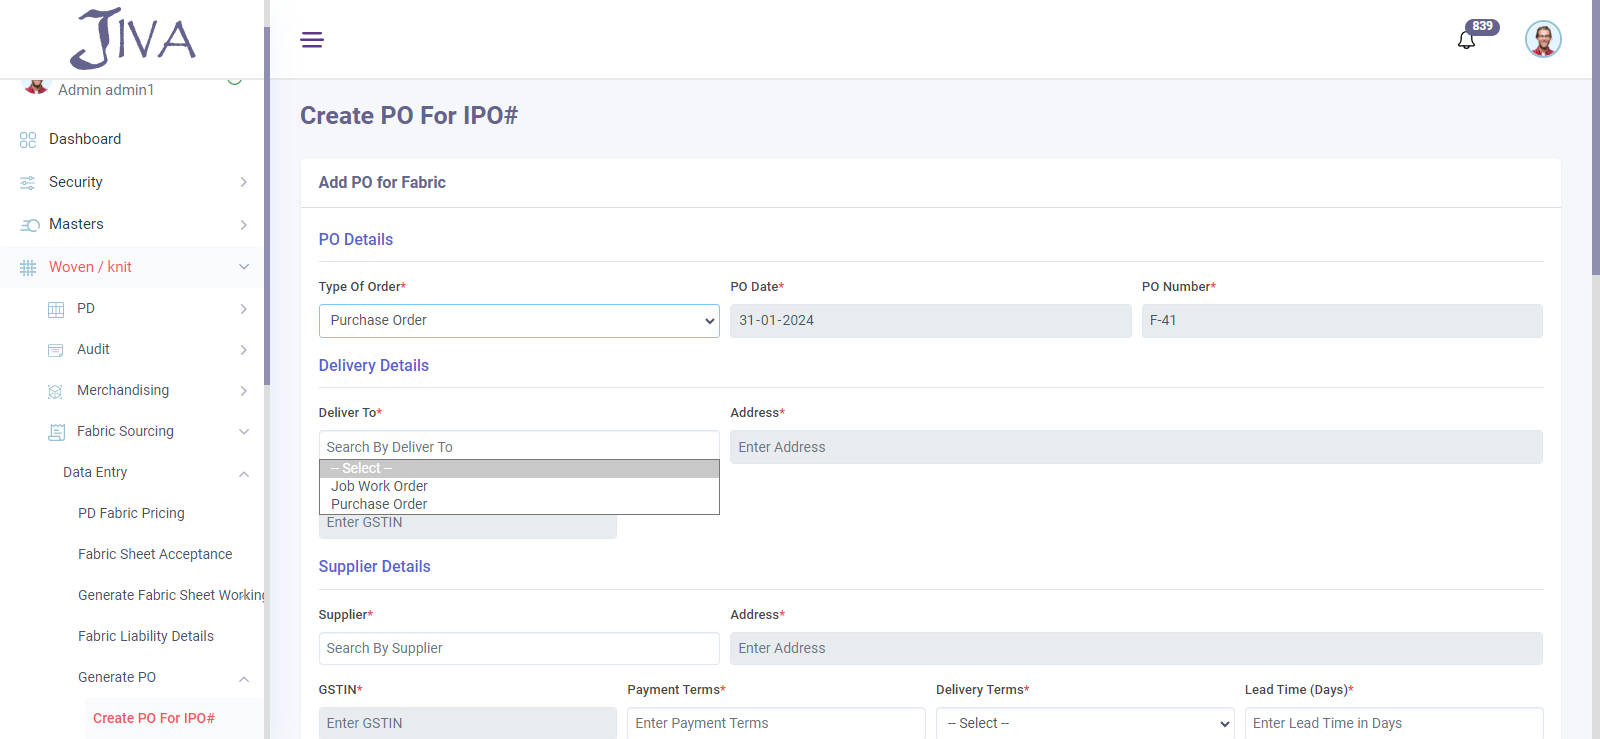 JIVA
839
Admin admin1
Dashboard
Security
Masters
Woven / knit
PD
Audit
Merchandising
Fabric Sourcing
Data Entry
PD Fabric Pricing
Fabric Sheet Acceptance
Generate Fabric Sheet Working
Fabric Liability Details
Generate PO
Create PO For IPO#
Create PO For IPO#
Add PO for Fabric
PO Details
Type Of Order* PO Date* PO Number*
Purchase Order 31-01-2024 F-41
Delivery Details
Deliver To* Address*
Search By Deliver To Enter Address
-- Select --
Job Work Order
Purchase Order
Enter GSTIN
Supplier Details
Supplier* Address*
Search By Supplier Enter Address
GSTIN* Payment Terms* Delivery Terms* Lead Time (Days)*
Enter GSTIN Enter Payment Terms -- Select -- Enter Lead Time in Days